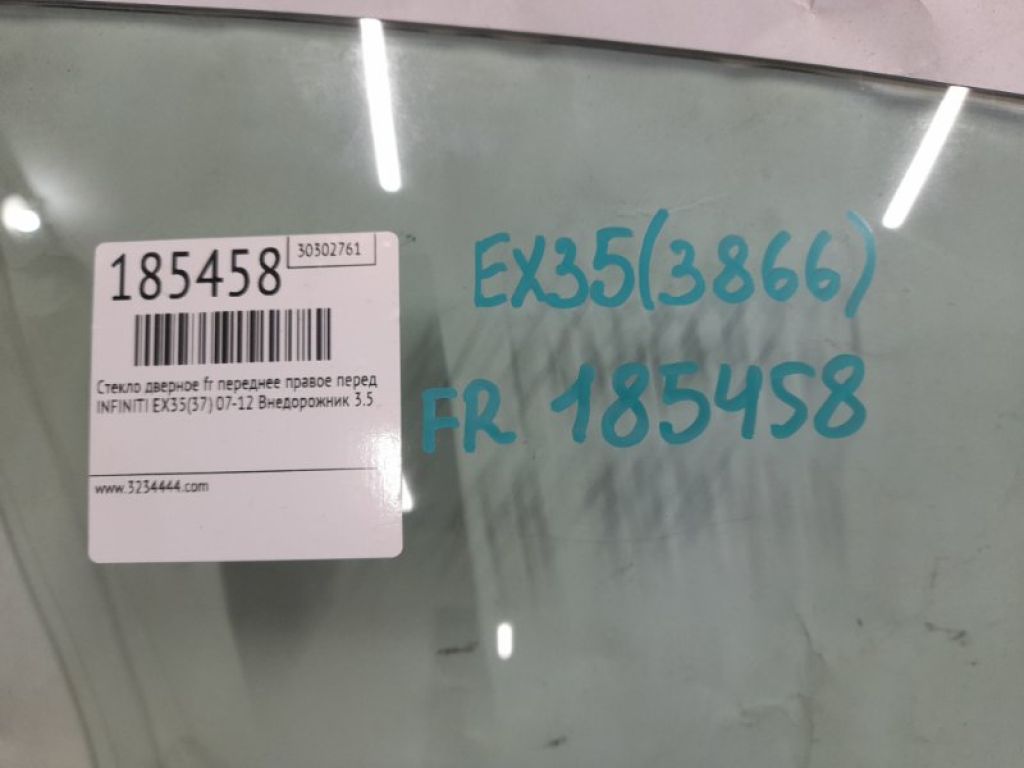 185458
30302761
Стекло дверное fr переднее правое перед
INFINITI EX35(37) 07-12 Внедорожник 3.5
www.3234444.com
EX35(3866)
FR 185458